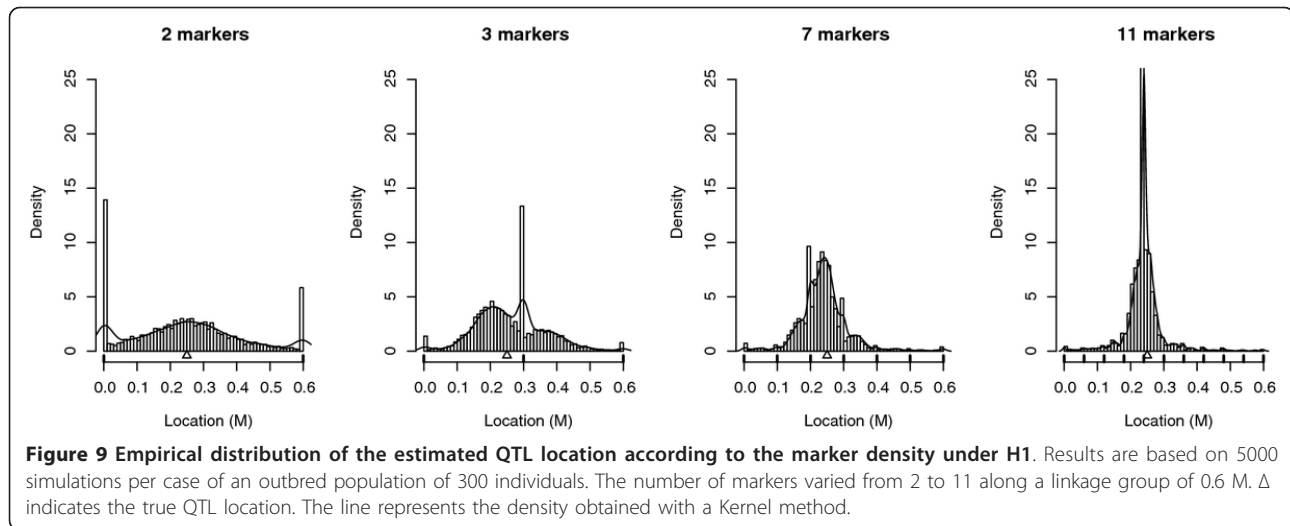 2 markers 3 markers 7 markers 11 markers
25 25 25 25
20 20 20 20
15 15 15 15
Density Density Density Density
10 10 10 10
5 5 5 5
0 0 0 0
0.0 0.1 0.2 0.3 0.4 0.5 0.6 0.0 0.1 0.2 0.3 0.4 0.5 0.6 0.0 0.1 0.2 0.3 0.4 0.5 0.6 0.0 0.1 0.2 0.3 0.4 0.5 0.6
Location (M) Location (M) Location (M) Location (M)
Figure 9 Empirical distribution of the estimated QTL location according to the marker density under H1. Results are based on 5000
simulations per case of an outbred population of 300 individuals. The number of markers varied from 2 to 11 along a linkage group of 0.6 M. Δ
indicates the true QTL location. The line represents the density obtained with a Kernel method.